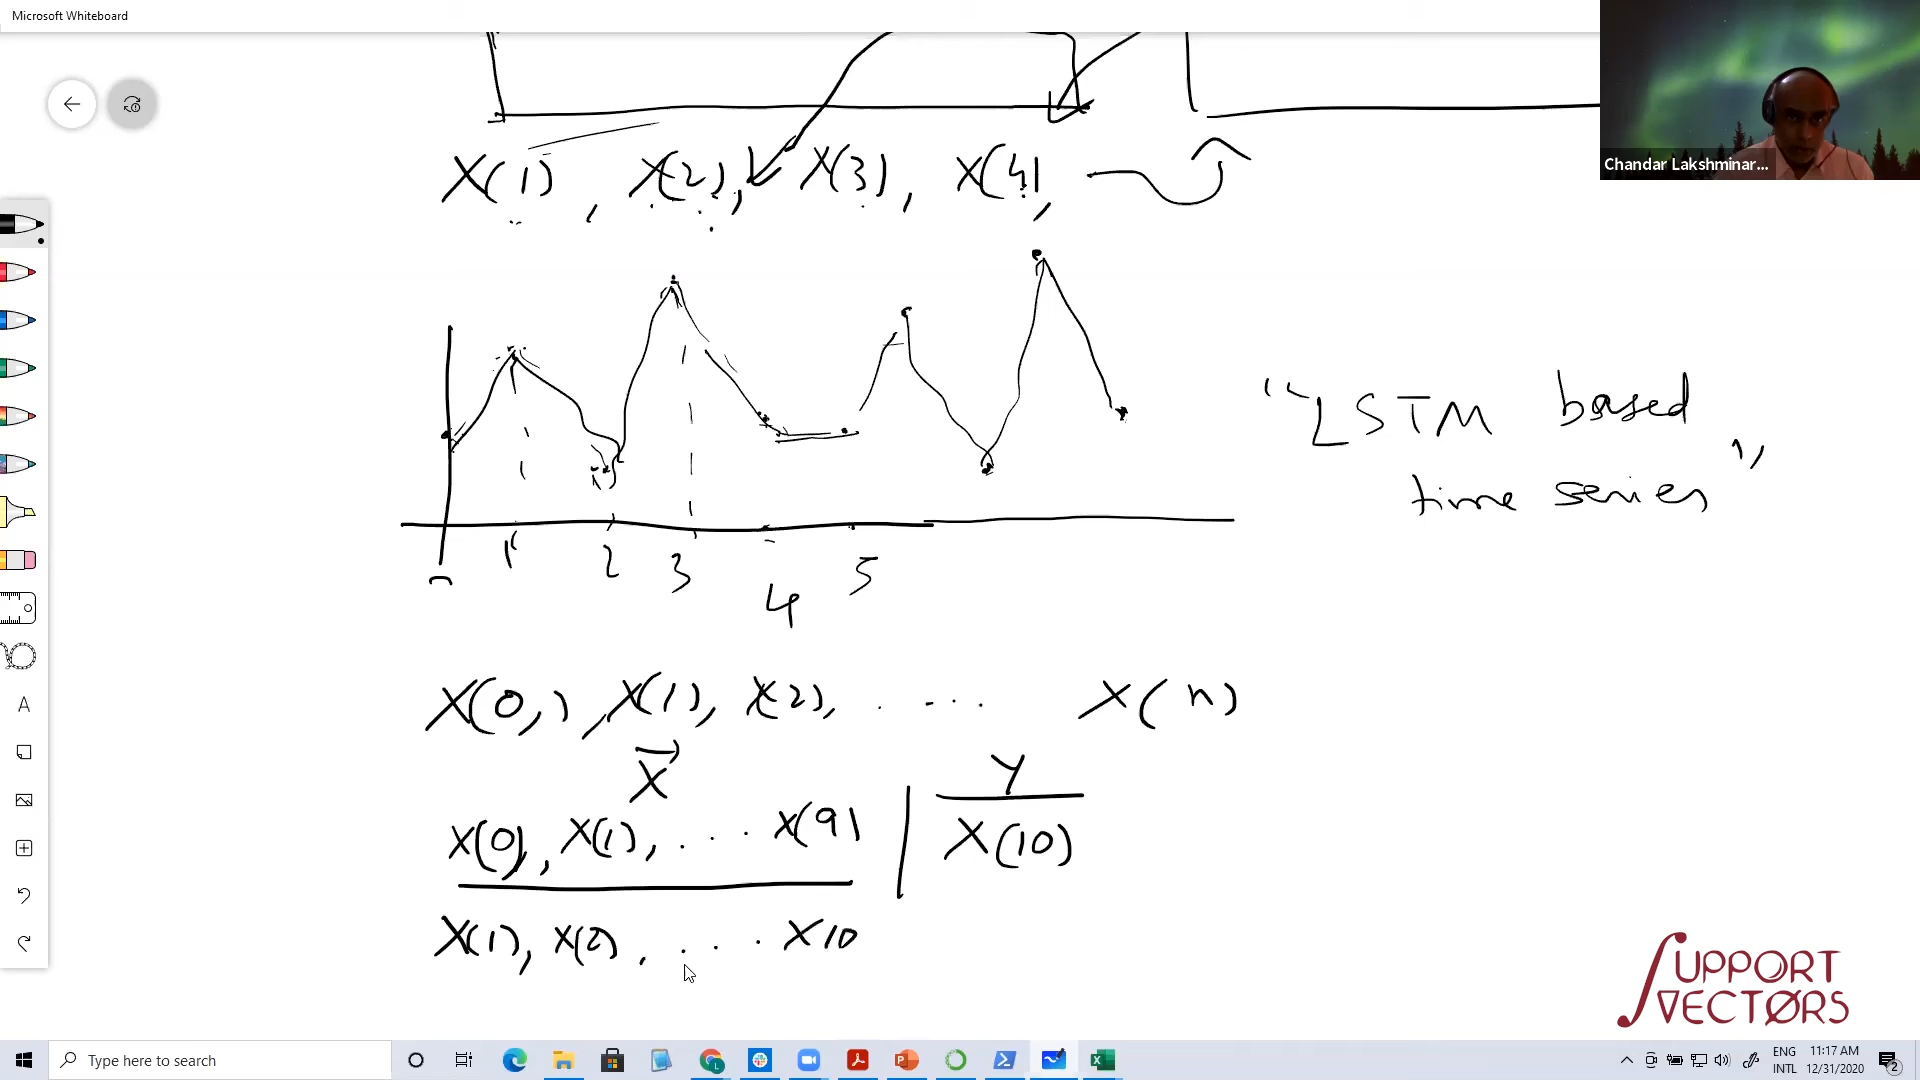 Microsoft Whiteboard
Chandar Lakshminar...
X(1), X(2), X(3), X(4),
"LSTM based
time series"
1 2 3 4 5
X(0,), X(1), X(2), . ... X(n)
X Y
X(0), X(1), ... X(9) | X(10)
X(1), X(2), ... X10
SUPPORT
VECTORS
A
Type here to search
ENG 11:17 AM
INTL 12/31/2020
2